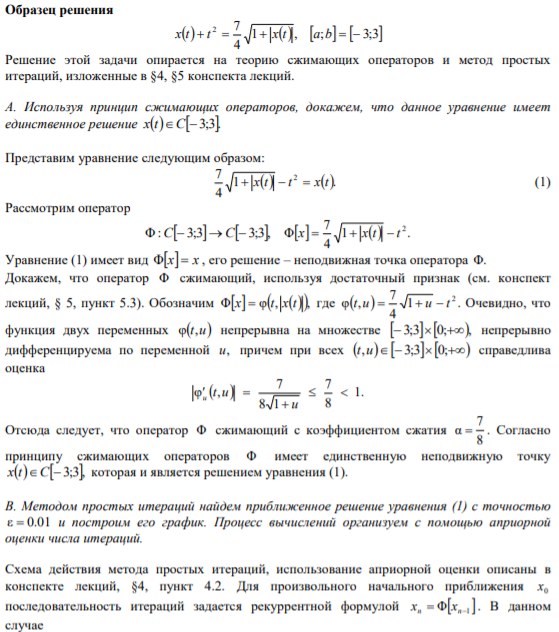 Образец решения
x(t) + t² = 7/4 √(1 + |x(t)|), [a; b] = [− 3;3]
Решение этой задачи опирается на теорию сжимающих операторов и метод простых
итераций, изложенные в §4, §5 конспекта лекций.
A. Используя принцип сжимающих операторов, докажем, что данное уравнение имеет
единственное решение x(t) ∈ C[− 3;3].
Представим уравнение следующим образом:
7/4 √(1 + |x(t)|) − t² = x(t). (1)
Рассмотрим оператор
Φ : C[− 3;3] → C[− 3;3], Φ[x] = 7/4 √(1 + |x(t)|) − t².
Уравнение (1) имеет вид Φ[x] = x , его решение – неподвижная точка оператора Φ.
Докажем, что оператор Φ сжимающий, используя достаточный признак (см. конспект
лекций, § 5, пункт 5.3). Обозначим Φ[x] = φ(t, |x(t)|), где φ(t, u) = 7/4 √(1 + u) − t². Очевидно, что
функция двух переменных φ(t, u) непрерывна на множестве [− 3;3]×[0;+∞), непрерывно
дифференцируема по переменной u, причем при всех (t, u) ∈ [− 3;3]×[0;+∞) справедлива
оценка
|φ′ᵤ(t, u)| = 7/(8√(1 + u)) ≤ 7/8 < 1.
Отсюда следует, что оператор Φ сжимающий с коэффициентом сжатия α = 7/8 . Согласно
принципу сжимающих операторов Φ имеет единственную неподвижную точку
x(t) ∈ C[− 3;3], которая и является решением уравнения (1).
B. Методом простых итераций найдем приближенное решение уравнения (1) с точностью
ε = 0.01 и построим его график. Процесс вычислений организуем с помощью априорной
оценки числа итераций.
Схема действия метода простых итераций, использование априорной оценки описаны в
конспекте лекций, §4, пункт 4.2. Для произвольного начального приближения x₀
последовательность итераций задается рекуррентной формулой xₙ = Φ[xₙ₋₁] . В данном
случае